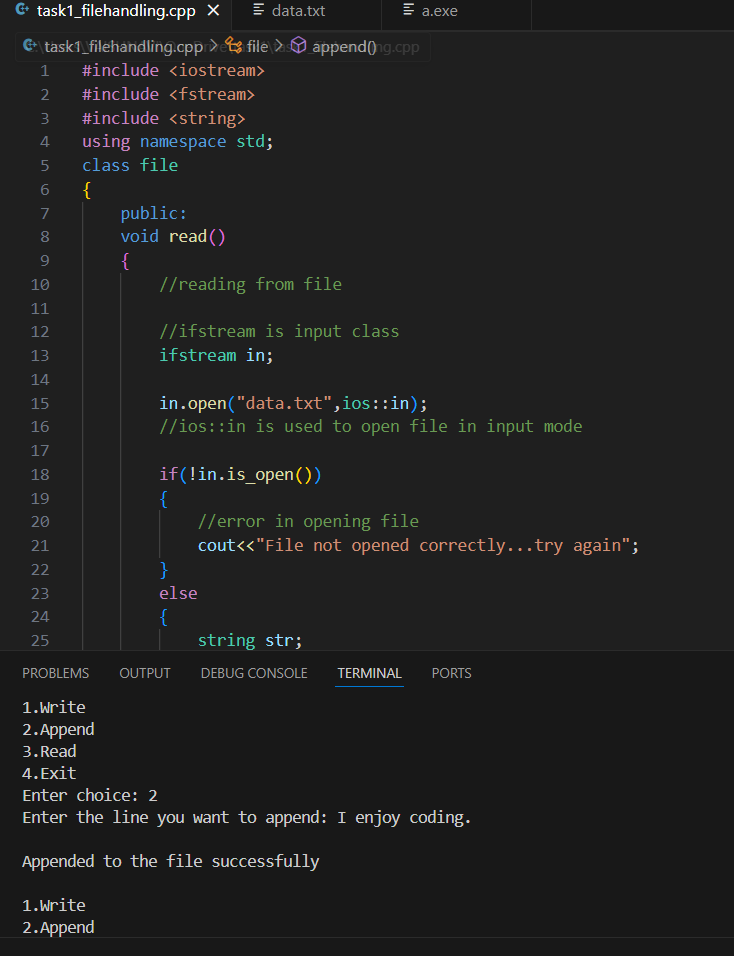 task1_filehandling.cpp data.txt a.exe
task1_filehandling.cpp > file > append()
1 #include <iostream>
2 #include <fstream>
3 #include <string>
4 using namespace std;
5 class file
6 {
7     public:
8     void read()
9     {
10         //reading from file
11
12         //ifstream is input class
13         ifstream in;
14
15         in.open("data.txt",ios::in);
16         //ios::in is used to open file in input mode
17
18         if(!in.is_open())
19         {
20             //error in opening file
21             cout<<"File not opened correctly...try again";
22         }
23         else
24         {
25             string str;
PROBLEMS OUTPUT DEBUG CONSOLE TERMINAL PORTS
1.Write
2.Append
3.Read
4.Exit
Enter choice: 2
Enter the line you want to append: I enjoy coding.
Appended to the file successfully
1.Write
2.Append